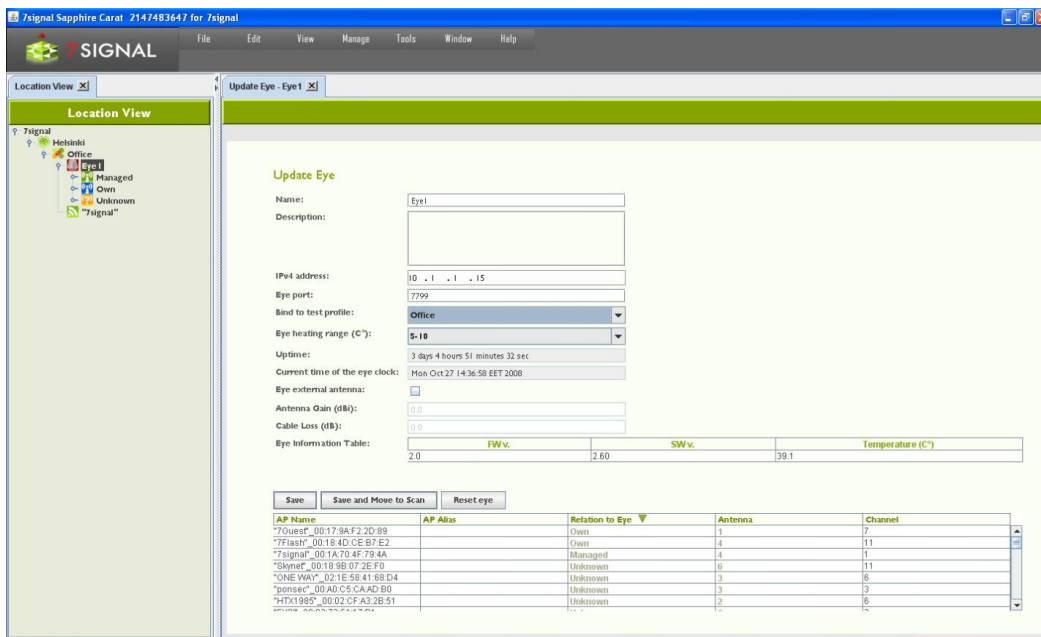 7signal Sapphire Carat 2147483647 for 7signal
7SIGNAL
File Edit View Manage Tools Window Help
Location View
Update Eye - Eye1
Location View
7signal
Helsinki
Office
Eye1
Managed
Own
Unknown
"7signal"
Update Eye
Name: Eye1
Description:
IPv4 address: 10 . 1 . 1 . 15
Eye port: 7799
Bind to test profile: Office
Eye heating range (C°): 5-10
Uptime: 3 days 4 hours 51 minutes 32 sec
Current time of the eye clock: Mon Oct 27 14:36:58 EET 2008
Eye external antenna:
Antenna Gain (dBi): 0.0
Cable Loss (dB): 0.0
Eye Information Table: FW v. SW v. Temperature (C°)
2.0 2.60 39.1
Save Save and Move to Scan Reset eye
AP Name AP Alias Relation to Eye Antenna Channel
"7Guest"_00:17:9A:F2:2D:89 Own 1 7
"7Flash"_00:18:4D:CE:B7:E2 Own 4 11
"7signal"_00:1A:70:4F:79:4A Managed 4 1
"Skynet"_00:18:9B:07:2E:F0 Unknown 6 11
"ONE WAY"_02:1E:58:41:68:D4 Unknown 3 6
"ponsec"_00:A0:C5:CA:AD:B0 Unknown 3 3
"HTX1985"_00:02:CF:A3:2B:51 Unknown 2 6